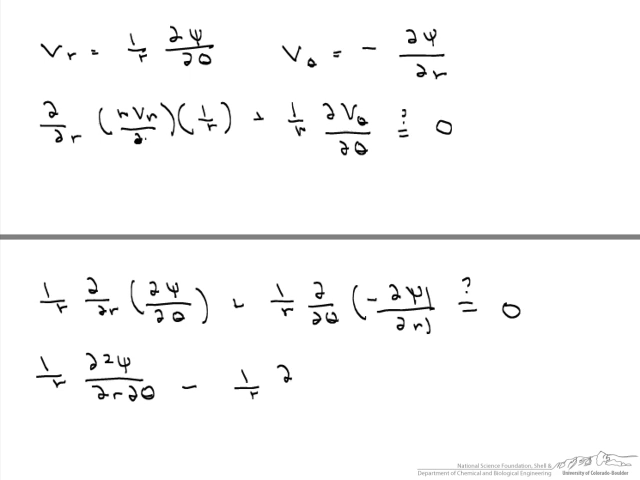 Vr = 1/r ∂ψ/∂θ    Vθ = - ∂ψ/∂r
∂/∂r (r Vr/∂·)(1/r) + 1/r ∂Vθ/∂θ ≟ 0
1/r ∂/∂r (∂ψ/∂θ) - 1/r ∂/∂θ (-∂ψ/∂r) ≟ 0
1/r ∂²ψ/∂r∂θ - 1/r ∂
National Science Foundation, Shell &
Department of Chemical and Biological Engineering
University of Colorado-Boulder